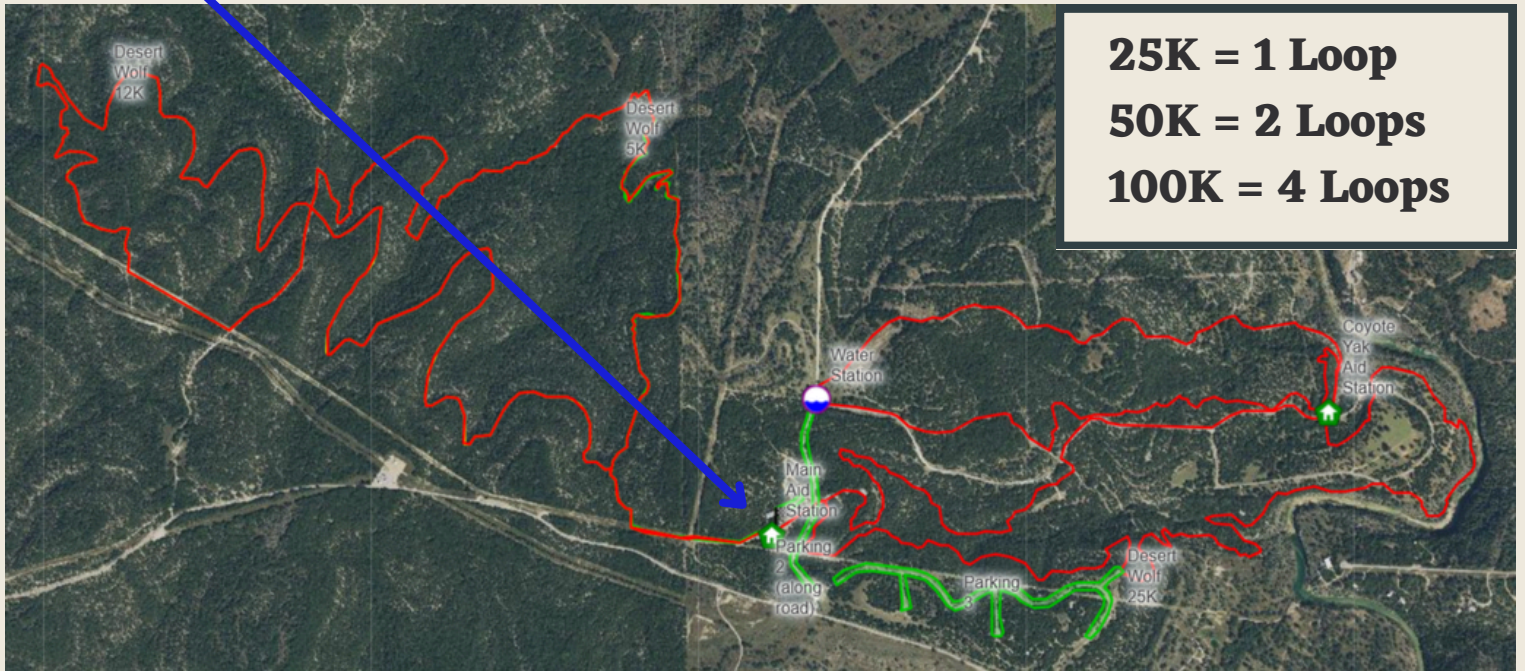 25K = 1 Loop
50K = 2 Loops
100K = 4 Loops
Desert
Wolf
12K
Desert
Wolf
5K
Water
Station
Coyote
Yak
Aid
Station
Main
Aid
Station
Parking
2
(along
road)
Parking
3
Desert
Wolf
25K